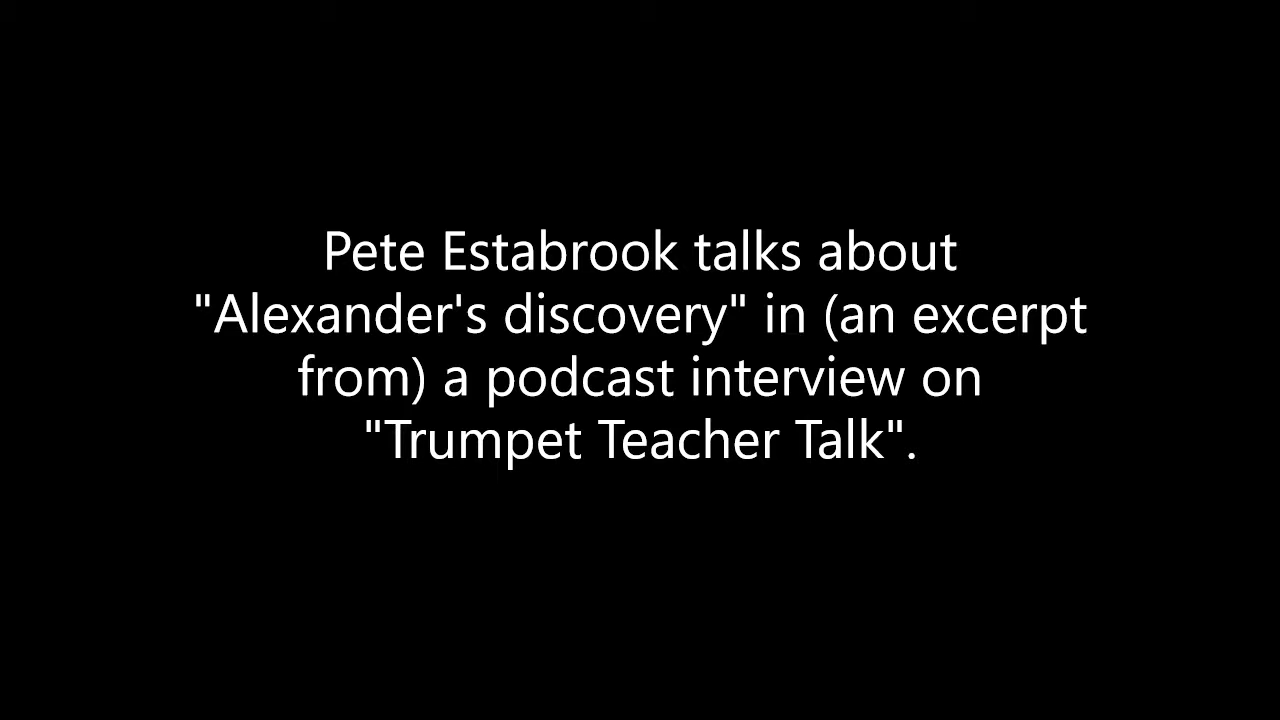 Pete Estabrook talks about
"Alexander's discovery" in (an excerpt
from) a podcast interview on
"Trumpet Teacher Talk".